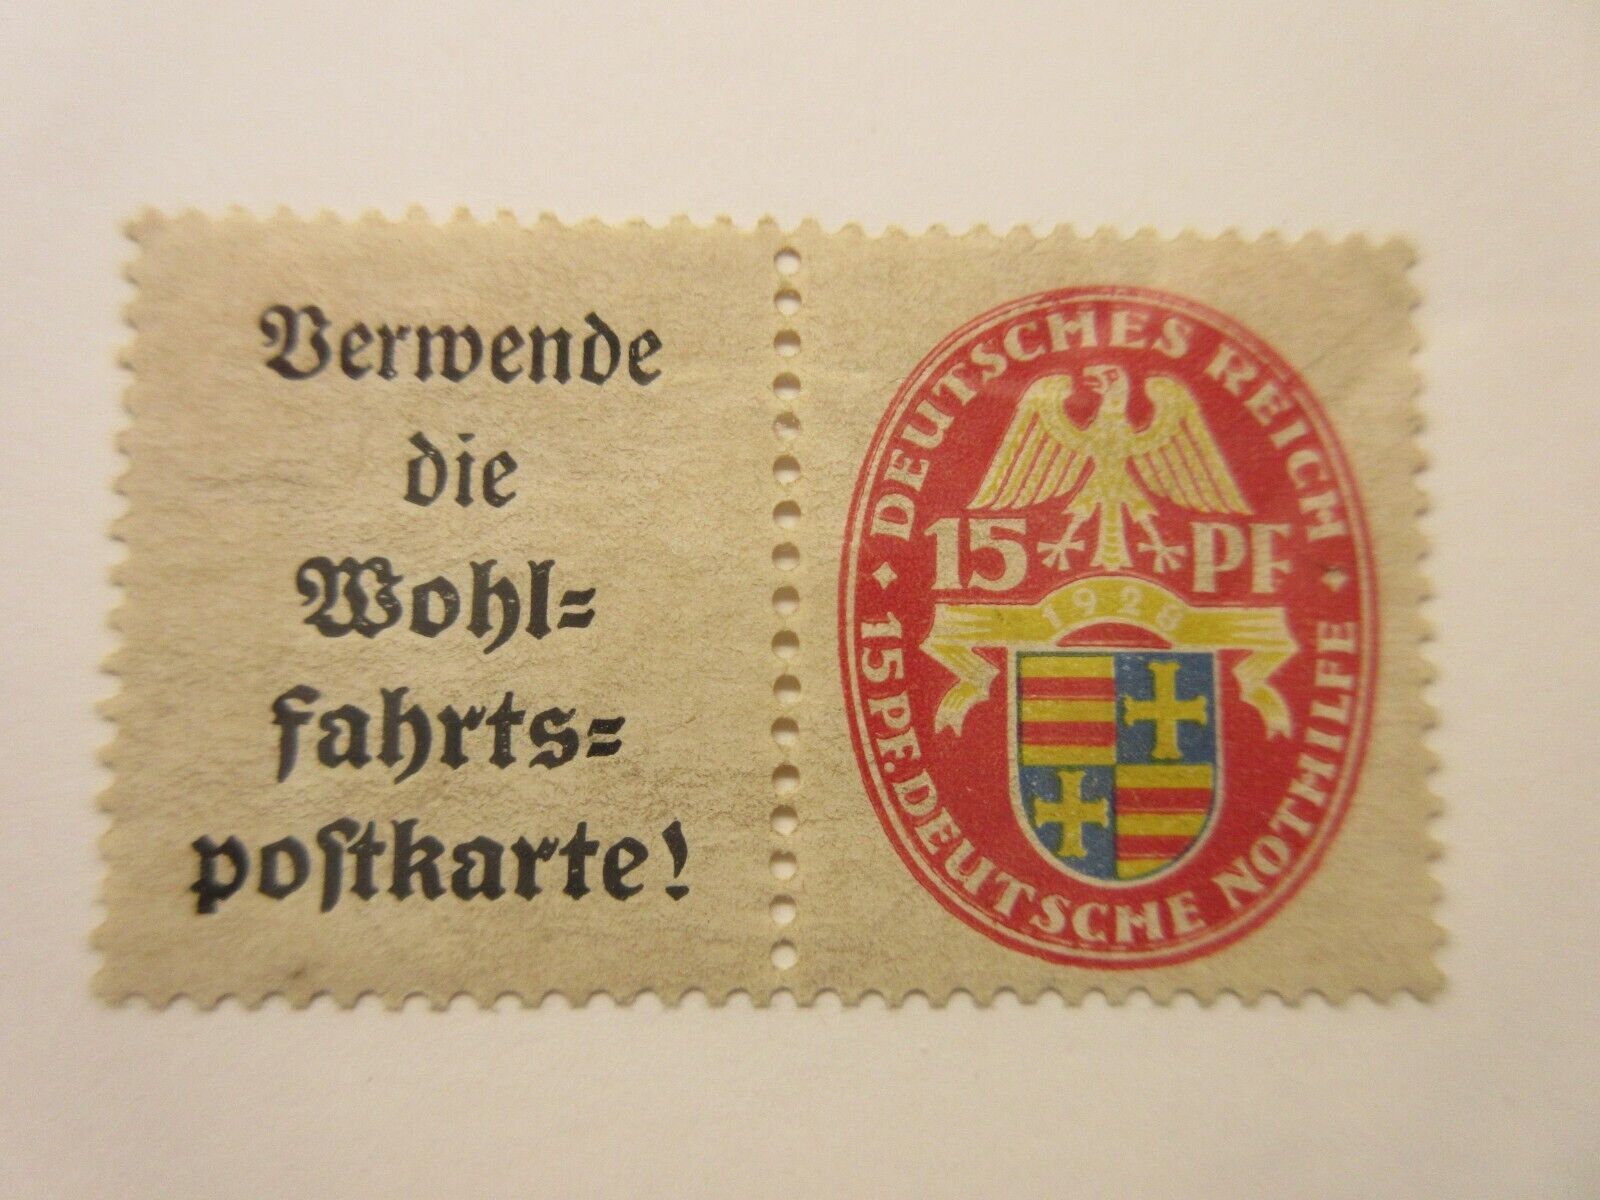 Verwende
die
Wohl=
fahrts=
postkarte!
DEUTSCHES REICH
15 PF
1928
15 PF. DEUTSCHE NOTHILFE